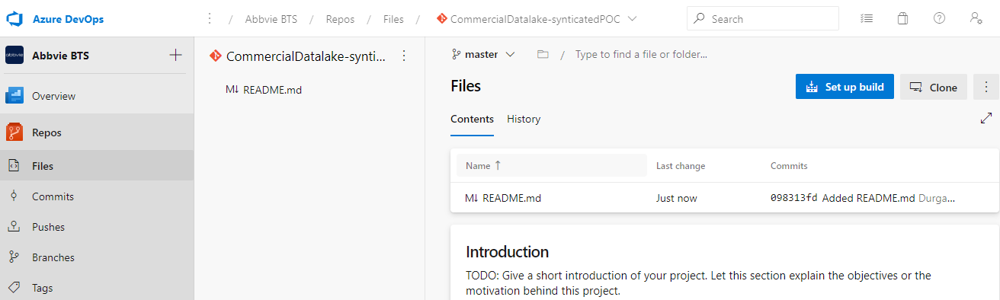 Azure DevOps
/ Abbvie BTS / Repos / Files / CommercialDatalake-synticatedPOC
Search
abbvie
Abbvie BTS
Overview
Repos
Files
Commits
Pushes
Branches
Tags
CommercialDatalake-synti...
M↓ README.md
master / Type to find a file or folder...
Files
Set up build
Clone
Contents History
Name ↑ Last change Commits
M↓ README.md Just now 098313fd Added README.md Durga...
Introduction
TODO: Give a short introduction of your project. Let this section explain the objectives or the
motivation behind this project.